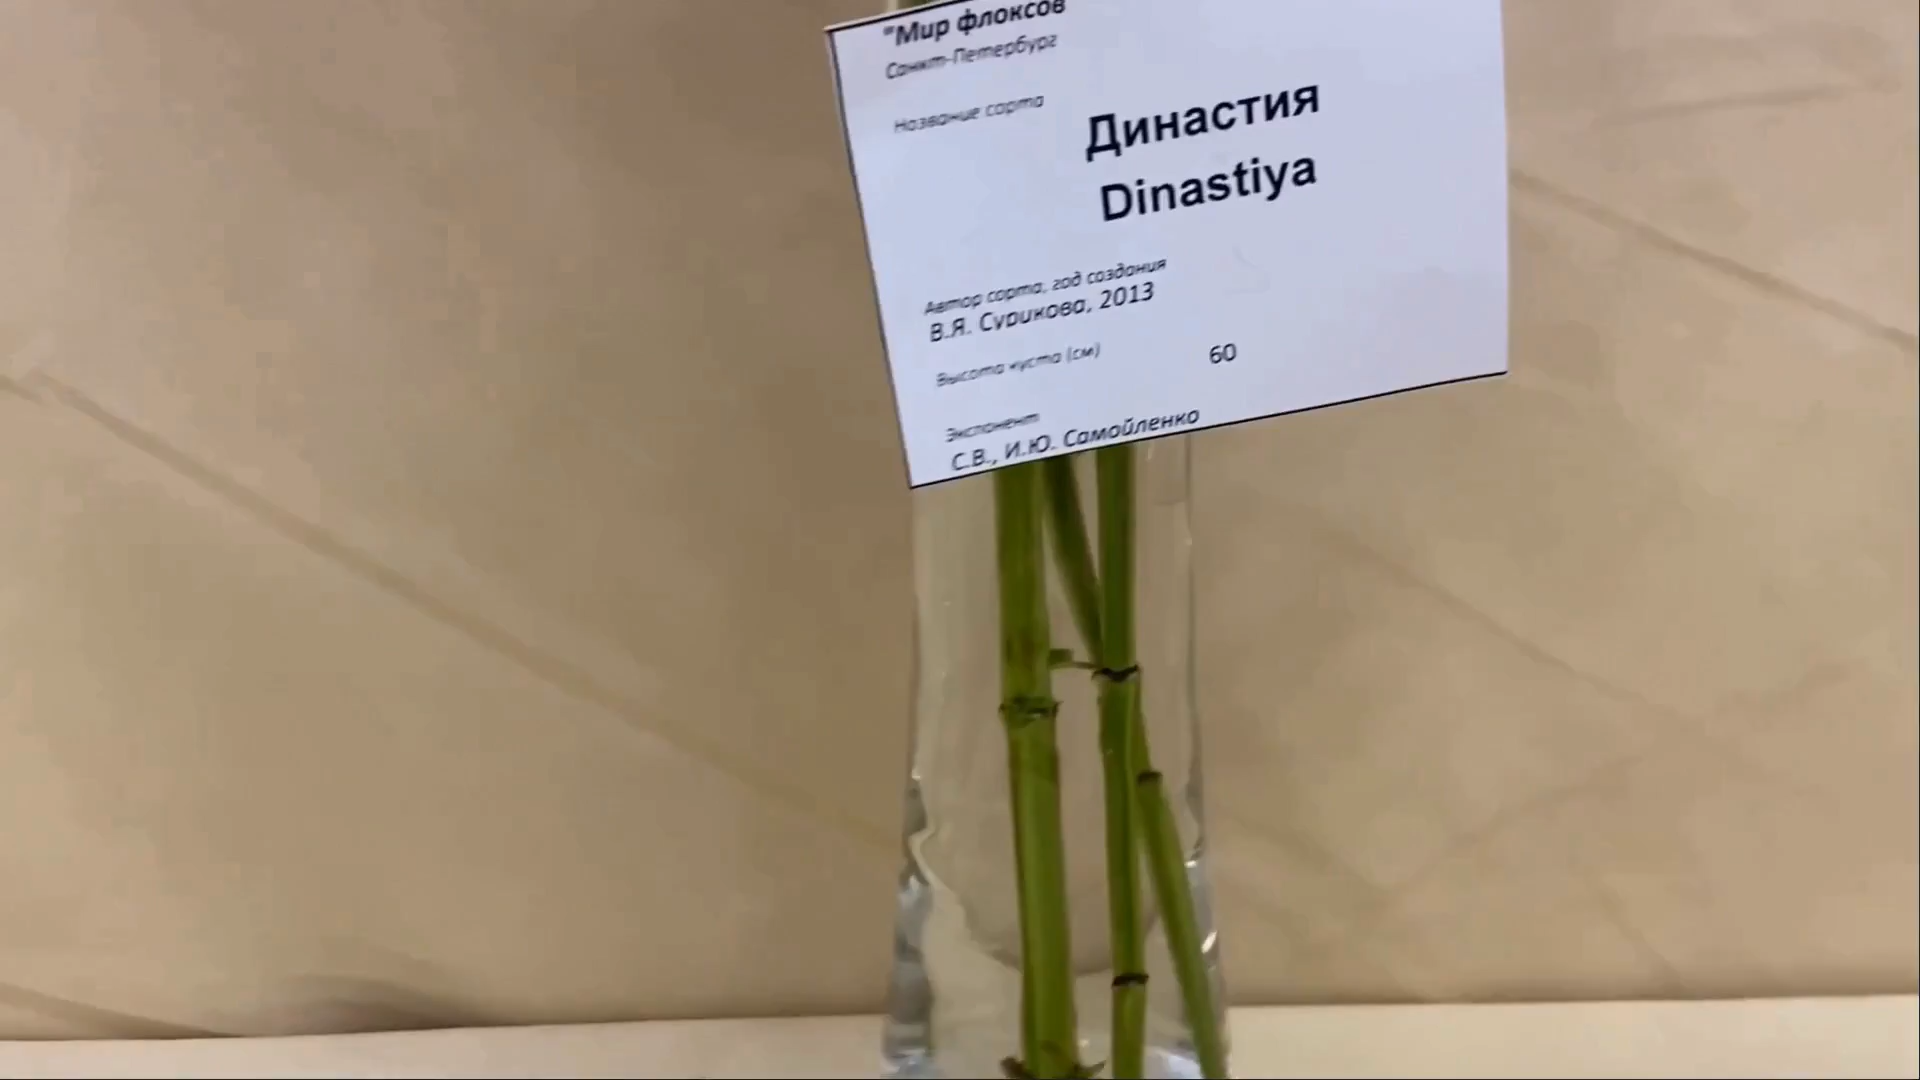 "Мир флоксов
Санкт-Петербург
Название сорта
Династия
Dinastiya
Автор сорта, год создания
В.Я. Сурикова, 2013
Высота куста (см)
60
Экспонент
С.В., И.Ю. Самойленко